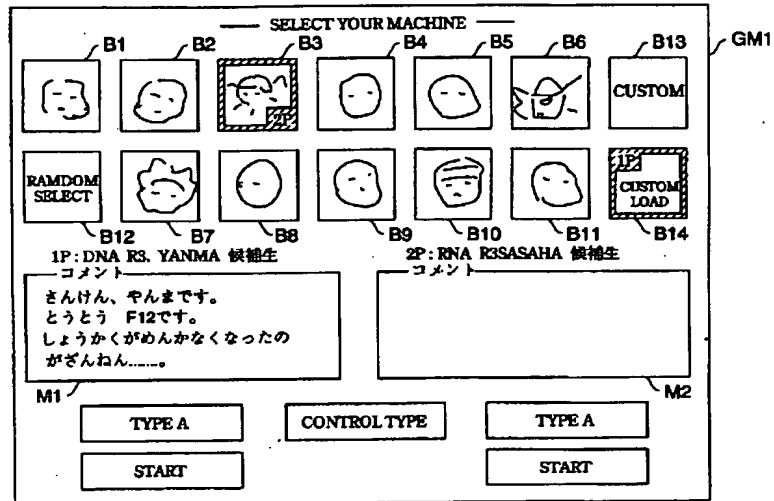 SELECT YOUR MACHINE
B1 B2 B3 B4 B5 B6 B13 GM1
2P CUSTOM
RAMDOM SELECT 1P CUSTOM LOAD
B12 B7 B8 B9 B10 B11 B14
1P:DNA R3. YANMA 候補生 2P:RNA R3SASAHA 候補生
コメント コメント
さんけん、やんまです。
とうとう F12です。
しょうかくがめんかなくなったの
がざんねん……。
M1 M2
TYPE A CONTROL TYPE TYPE A
START START